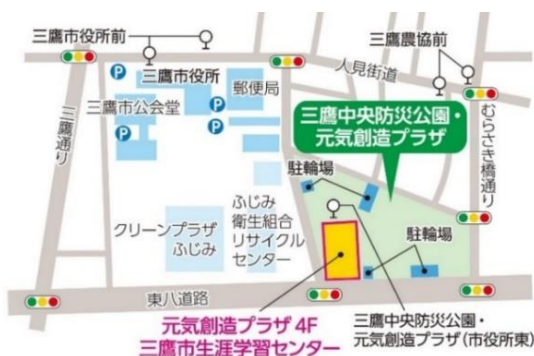 三鷹市役所前
三鷹農協前
人見街道
三鷹市役所
郵便局
三鷹市公会堂
P
P
P
P
三鷹通り
むらさき橋通り
三鷹中央防災公園・
元気創造プラザ
駐輪場
ふじみ
衛生組合
リサイクル
センター
クリーンプラザ
ふじみ
駐輪場
東八道路
元気創造プラザ 4F
三鷹市生涯学習センター
三鷹中央防災公園・
元気創造プラザ(市役所東)